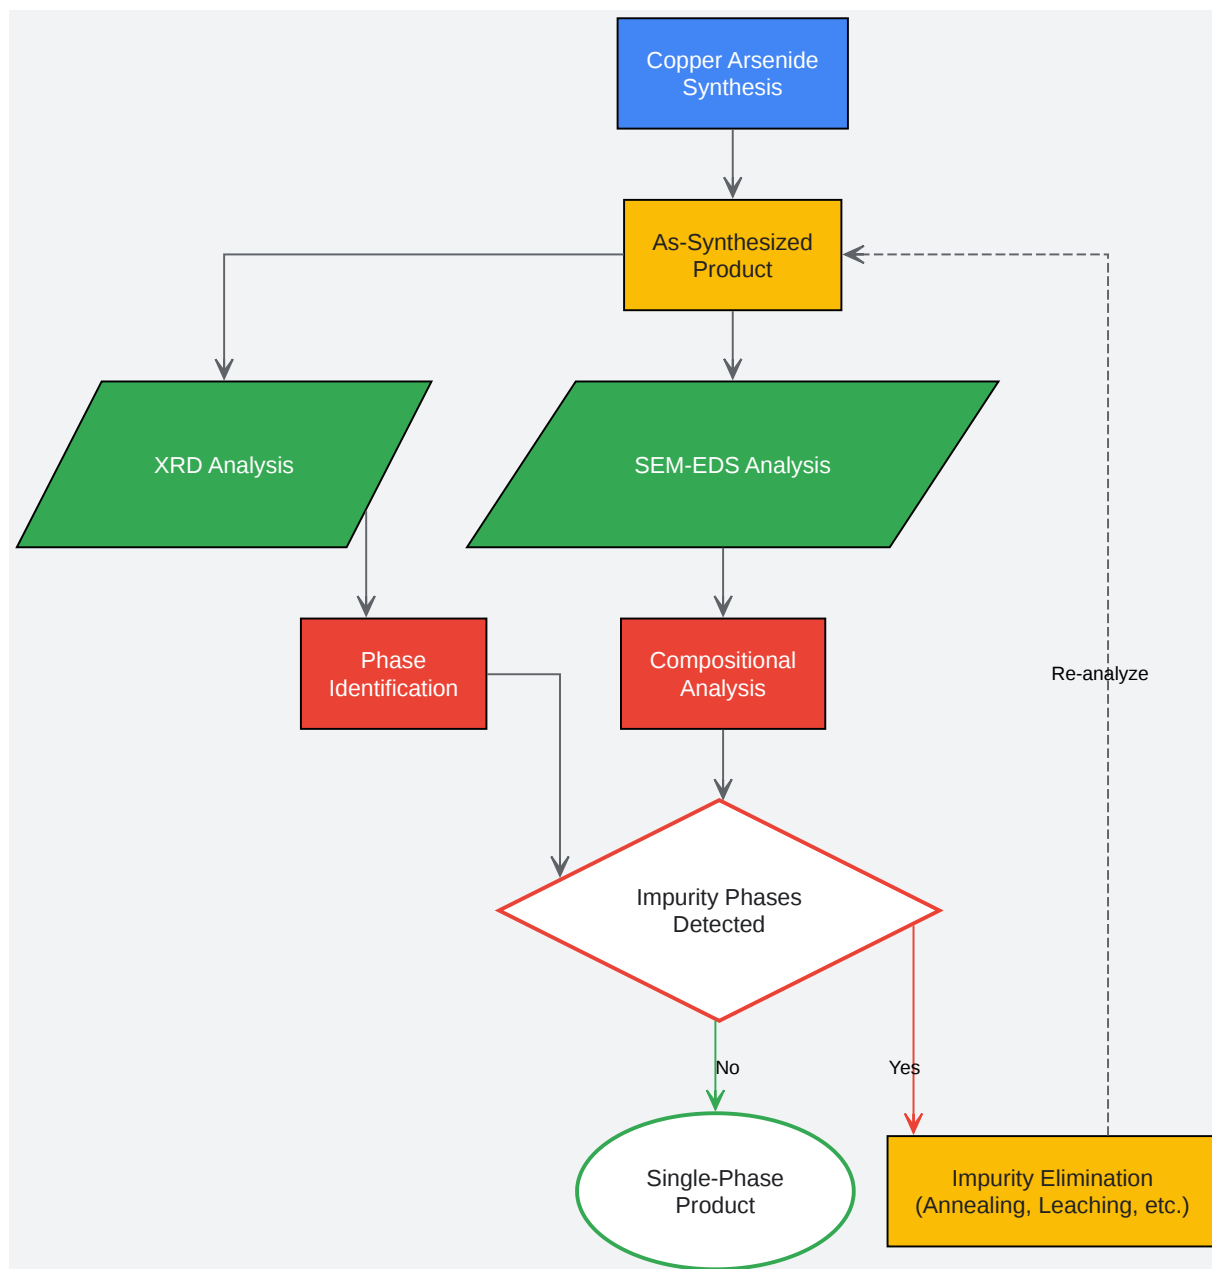 Copper Arsenide
Synthesis
As-Synthesized
Product
XRD Analysis
SEM-EDS Analysis
Phase
Identification
Compositional
Analysis
Re-analyze
Impurity Phases
Detected
No
Yes
Single-Phase
Product
Impurity Elimination
(Annealing, Leaching, etc.)